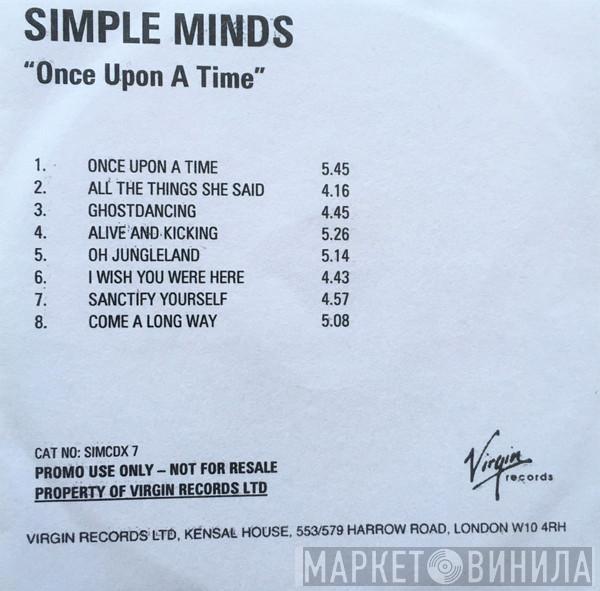 SIMPLE MINDS
"Once Upon A Time"
1. ONCE UPON A TIME 5.45
2. ALL THE THINGS SHE SAID 4.16
3. GHOSTDANCING 4.45
4. ALIVE AND KICKING 5.26
5. OH JUNGLELAND 5.14
6. I WISH YOU WERE HERE 4.43
7. SANCTIFY YOURSELF 4.57
8. COME A LONG WAY 5.08
CAT NO: SIMCDX 7
PROMO USE ONLY – NOT FOR RESALE
PROPERTY OF VIRGIN RECORDS LTD
Virgin
records
VIRGIN RECORDS LTD, KENSAL HOUSE, 553/579 HARROW ROAD, LONDON W10 4RH
МАРКЕТ ВИНИЛА